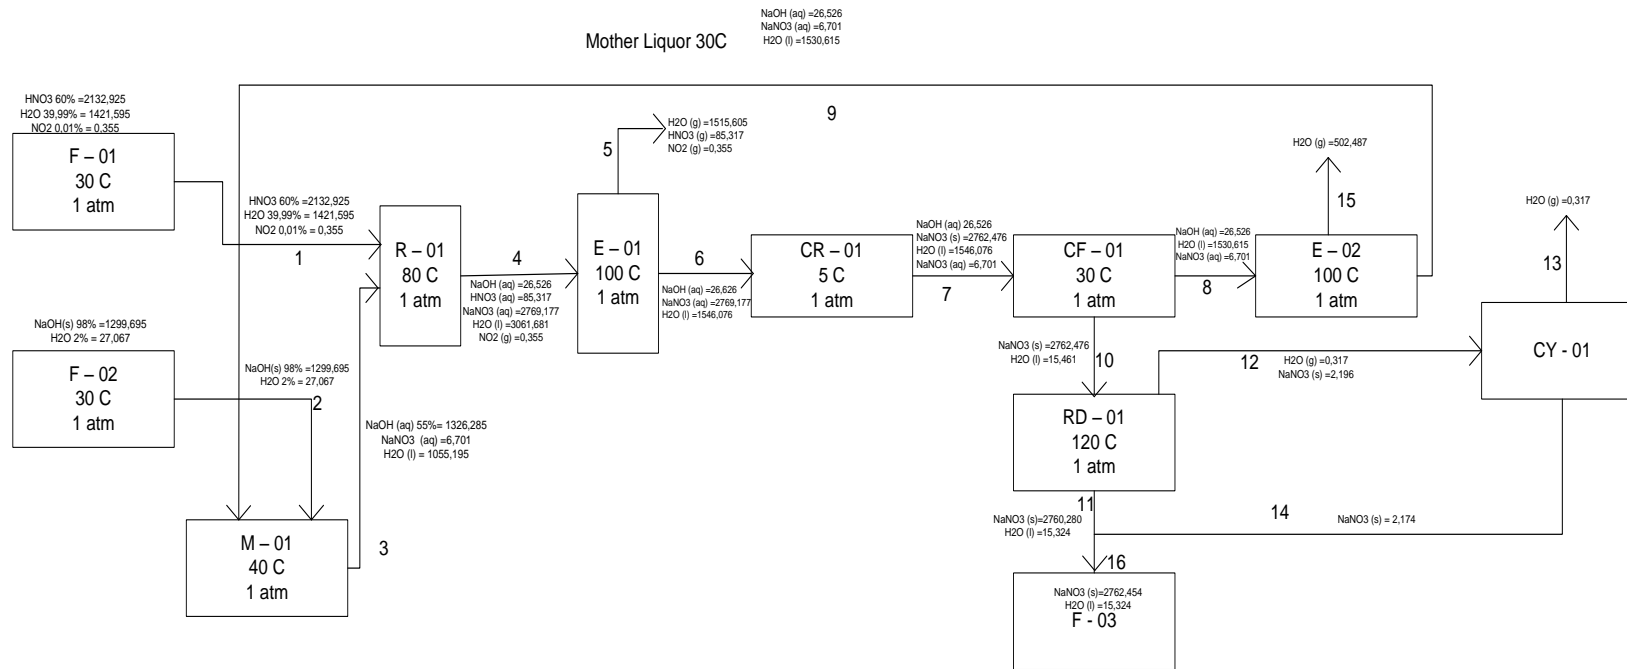 NaOH (aq) =26,526
NaNO3 (aq) =6,701
H2O (l) =1530,615
Mother Liquor 30C
9
HNO3 60% =2132,925
H2O 39,99% = 1421,595
NO2 0,01% = 0,355
F – 01
30 C
1 atm
HNO3 60% =2132,925
H2O 39,99% = 1421,595
NO2 0,01% = 0,355
1
NaOH(s) 98% =1299,695
H2O 2% = 27,067
F – 02
30 C
1 atm
NaOH(s) 98% =1299,695
H2O 2% = 27,067
2
M – 01
40 C
1 atm
3
NaOH (aq) 55%= 1326,285
NaNO3  (aq) =6,701
H2O (l) = 1055,195
R – 01
80 C
1 atm
4
NaOH (aq) =26,526
HNO3 (aq) =85,317
NaNO3 (aq) =2769,177
H2O (l) =3061,681
NO2 (g) =0,355
5
H2O (g) =1515,605
HNO3 (g) =85,317
NO2 (g) =0,355
E – 01
100 C
1 atm
6
NaOH (aq) =26,626
NaNO3 (aq) =2769,177
H2O (l) =1546,076
CR – 01
5 C
1 atm
NaOH (aq) 26,526
NaNO3 (s) =2762,476
H2O (l) =1546,076
NaNO3 (aq) =6,701
7
CF – 01
30 C
1 atm
NaOH (aq) =26,526
H2O (l) =1530,615
NaNO3 (aq) =6,701
8
H2O (g) =502,487
15
E – 02
100 C
1 atm
H2O (g) =0,317
13
CY - 01
NaNO3 (s) =2762,476
H2O (l) =15,461
10
12
H2O (g) =0,317
NaNO3 (s) =2,196
RD – 01
120 C
1 atm
11
NaNO3 (s) =2760,280
H2O (l) =15,324
14
NaNO3 (s) = 2,174
16
NaNO3 (s)=2762,454
H2O (l) =15,324
F - 03